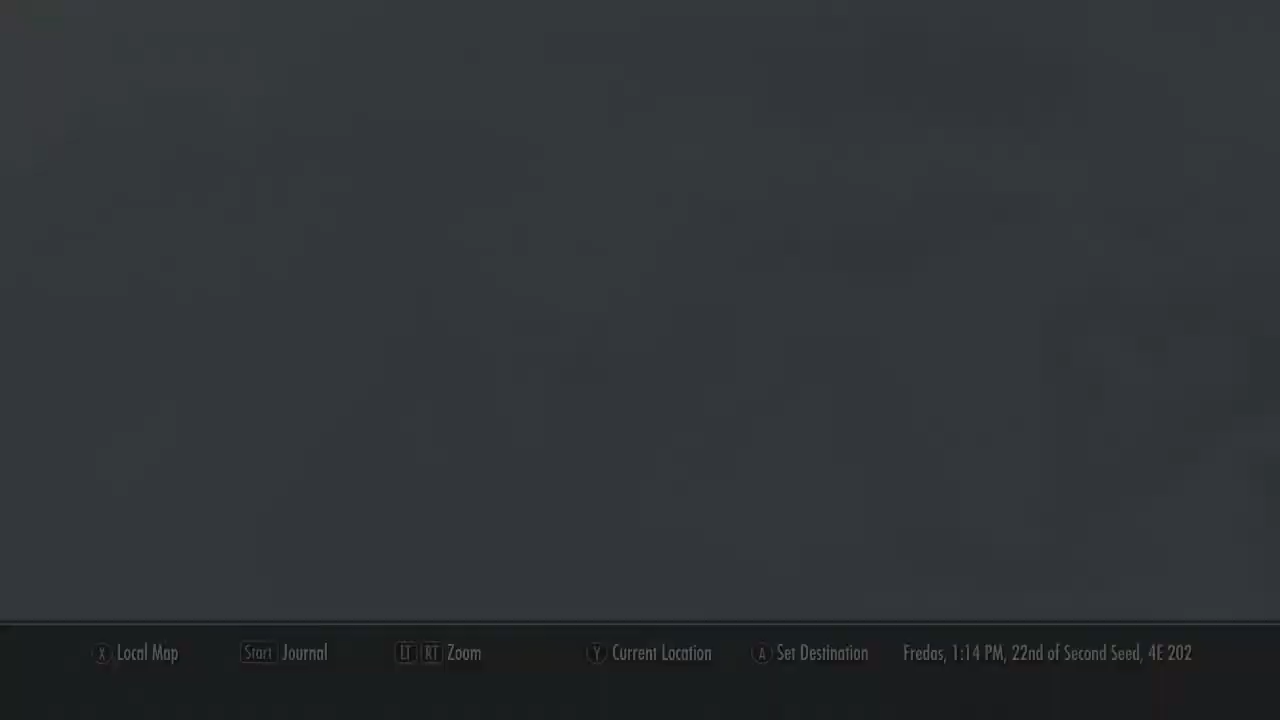 X Local Map Start Journal LT RT Zoom Y Current Location A Set Destination Fredas, 1:14 PM, 22nd of Second Seed, 4E 202